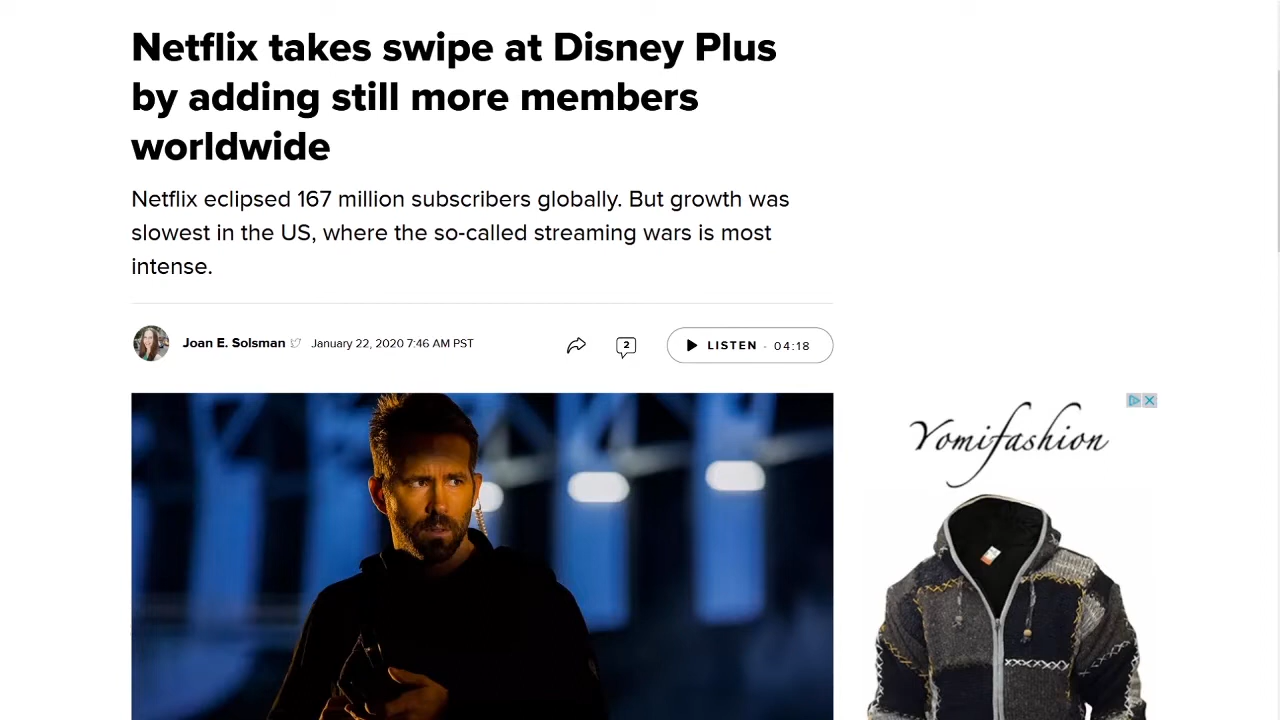 Netflix takes swipe at Disney Plus
by adding still more members
worldwide
Netflix eclipsed 167 million subscribers globally. But growth was
slowest in the US, where the so-called streaming wars is most
intense.
Joan E. Solsman January 22, 2020 7:46 AM PST
2
LISTEN - 04:18
Yomifashion